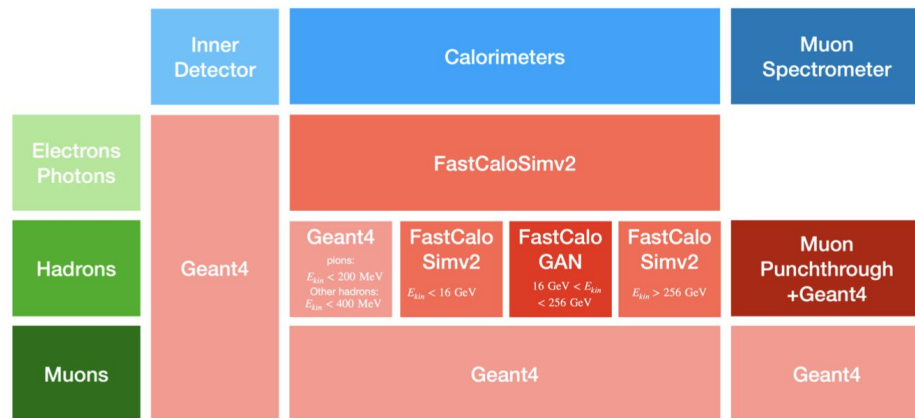 Inner
Detector
Calorimeters
Muon
Spectrometer
Electrons
Photons
FastCaloSimv2
Hadrons
Geant4
Geant4
pions:
E_kin < 200 MeV
Other hadrons:
E_kin < 400 MeV
FastCalo
Simv2
E_kin < 16 GeV
FastCalo
GAN
16 GeV < E_kin
< 256 GeV
FastCalo
Simv2
E_kin > 256 GeV
Muon
Punchthrough
+Geant4
Muons
Geant4
Geant4